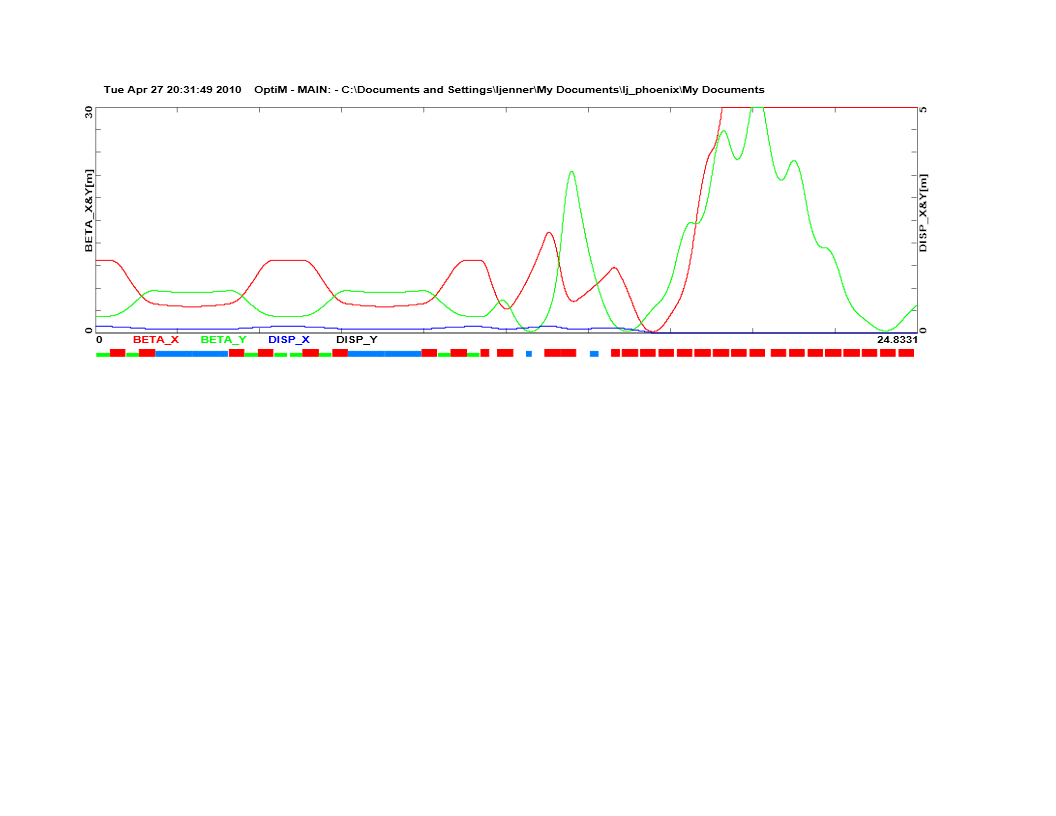 Tue Apr 27 20:31:49 2010 OptiM - MAIN: - C:\Documents and Settings\ljenner\My Documents\lj_phoenix\My Documents
30
BETA_X&Y[m]
0
5
DISP_X&Y[m]
0
0 BETA_X BETA_Y DISP_X DISP_Y 24.8331